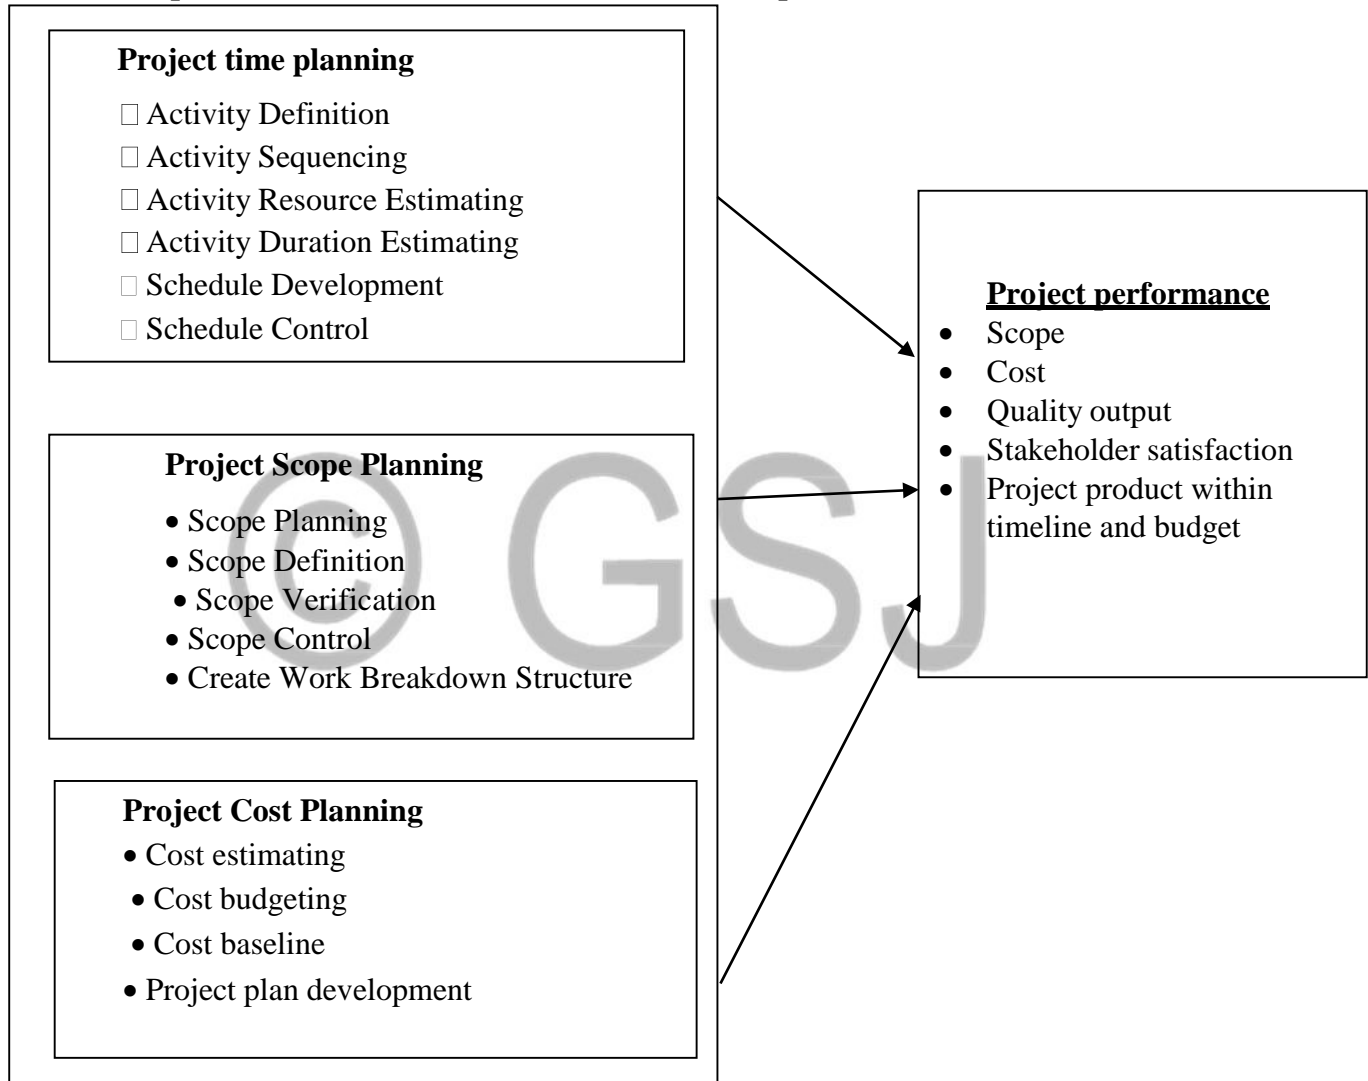 Project time planning
□ Activity Definition
□ Activity Sequencing
□ Activity Resource Estimating
□ Activity Duration Estimating
□ Schedule Development
□ Schedule Control
Project Scope Planning
• Scope Planning
• Scope Definition
• Scope Verification
• Scope Control
• Create Work Breakdown Structure
Project Cost Planning
• Cost estimating
• Cost budgeting
• Cost baseline
• Project plan development
Project performance
• Scope
• Cost
• Quality output
• Stakeholder satisfaction
• Project product within
timeline and budget
© GSJ